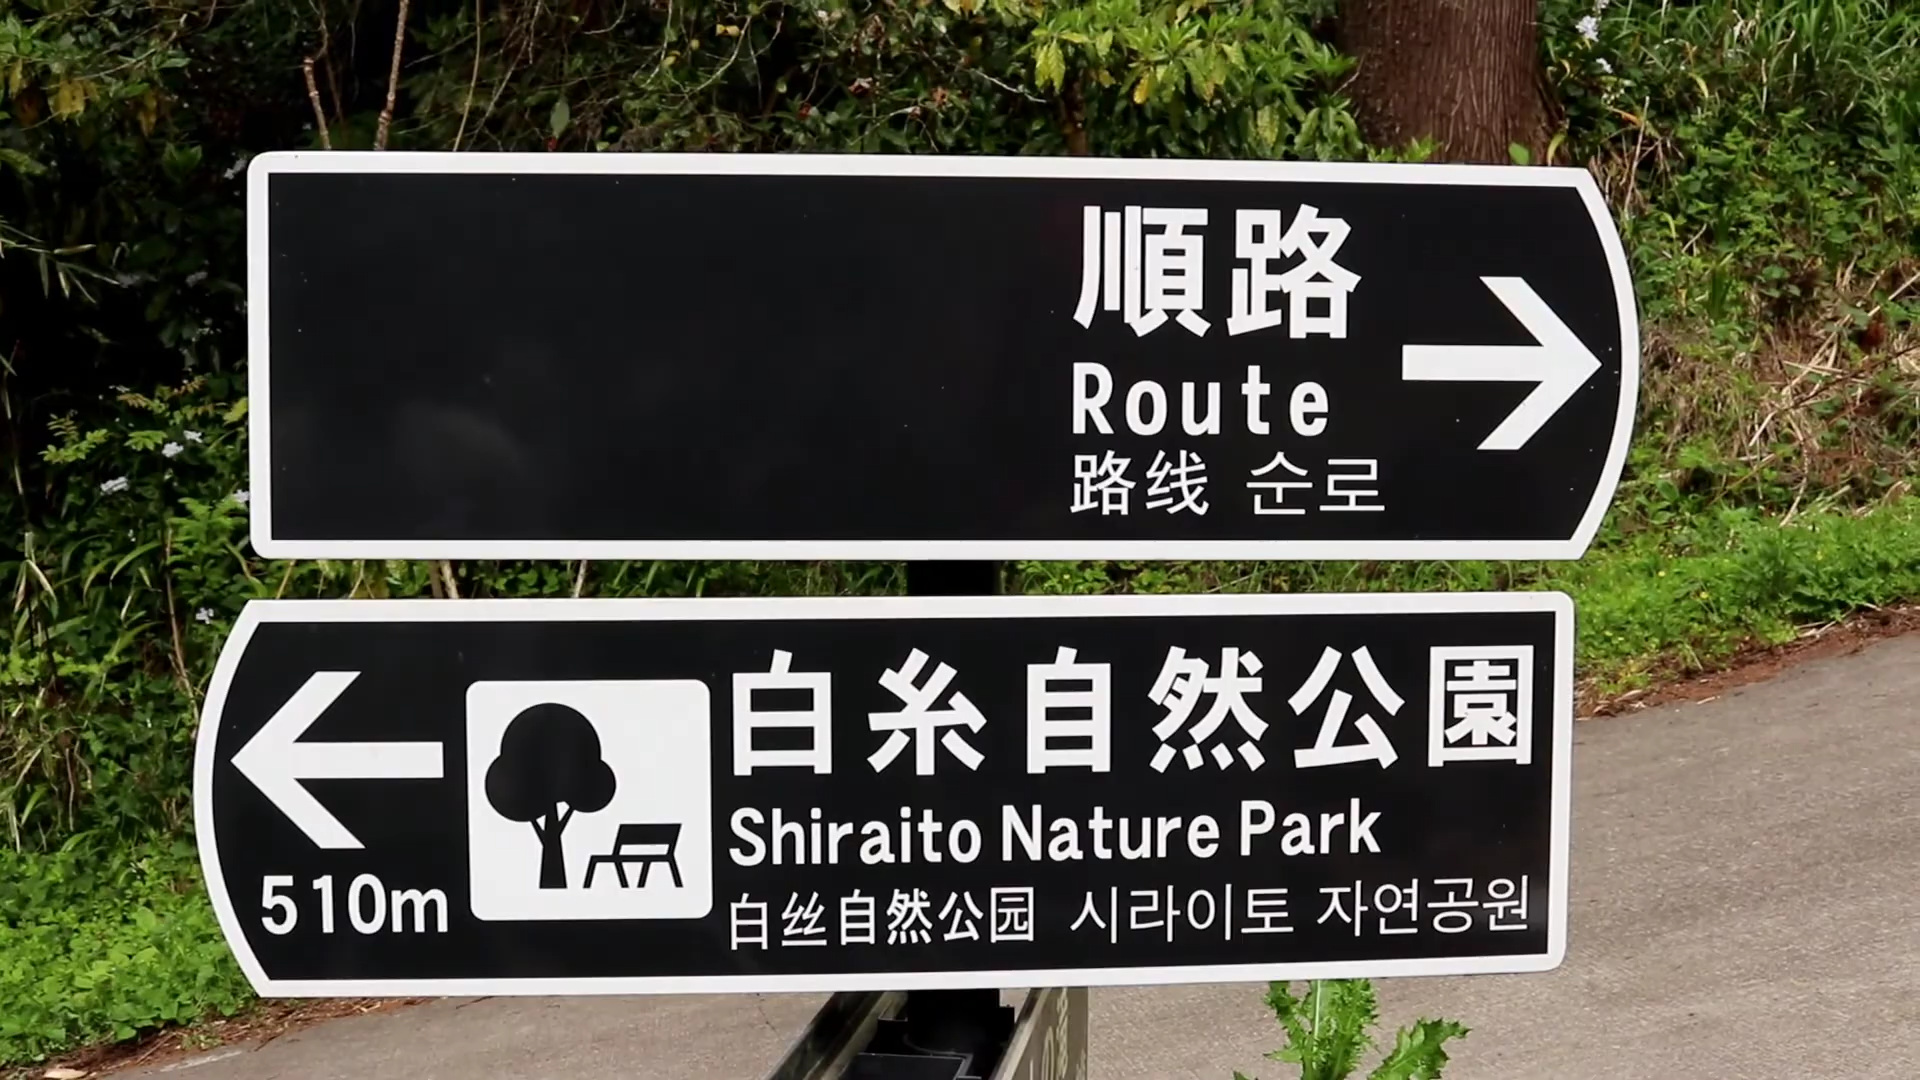 順路
Route
路线 순로
白糸自然公園
Shiraito Nature Park
510m
白丝自然公园 시라이토 자연공원